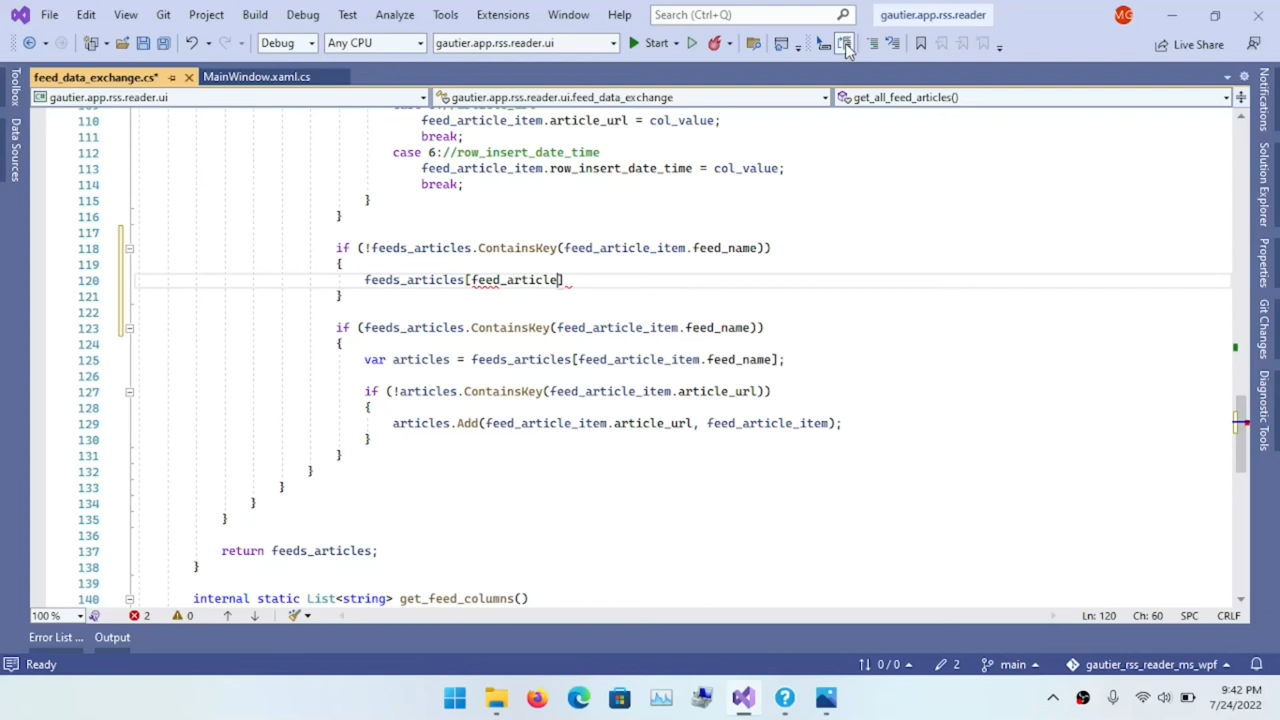 File Edit View Git Project Build Debug Test Analyze Tools Extensions Window Help Search (Ctrl+Q) gautier.app.rss.reader MG
Debug Any CPU gautier.app.rss.reader.ui Start Live Share
feed_data_exchange.cs* MainWindow.xaml.cs
gautier.app.rss.reader.ui gautier.app.rss.reader.ui.feed_data_exchange get_all_feed_articles()
Toolbox
Data Sources
110 feed_article_item.article_url = col_value;
111 break;
112 case 6://row_insert_date_time
113 feed_article_item.row_insert_date_time = col_value;
114 break;
115 }
116 }
117
118 if (!feeds_articles.ContainsKey(feed_article_item.feed_name))
119 {
120 feeds_articles[feed_article]
121 }
122
123 if (feeds_articles.ContainsKey(feed_article_item.feed_name))
124 {
125 var articles = feeds_articles[feed_article_item.feed_name];
126
127 if (!articles.ContainsKey(feed_article_item.article_url))
128 {
129 articles.Add(feed_article_item.article_url, feed_article_item);
130 }
131 }
132 }
133 }
134 }
135 }
136
137 return feeds_articles;
138 }
139
140 internal static List<string> get_feed_columns()
Notifications
Solution Explorer
Properties
Git Changes
Diagnostic Tools
100 % 2 0 Ln: 120 Ch: 60 SPC CRLF
Error List ... Output
Ready 0 / 0 2 main gautier_rss_reader_ms_wpf
9:42 PM
7/24/2022